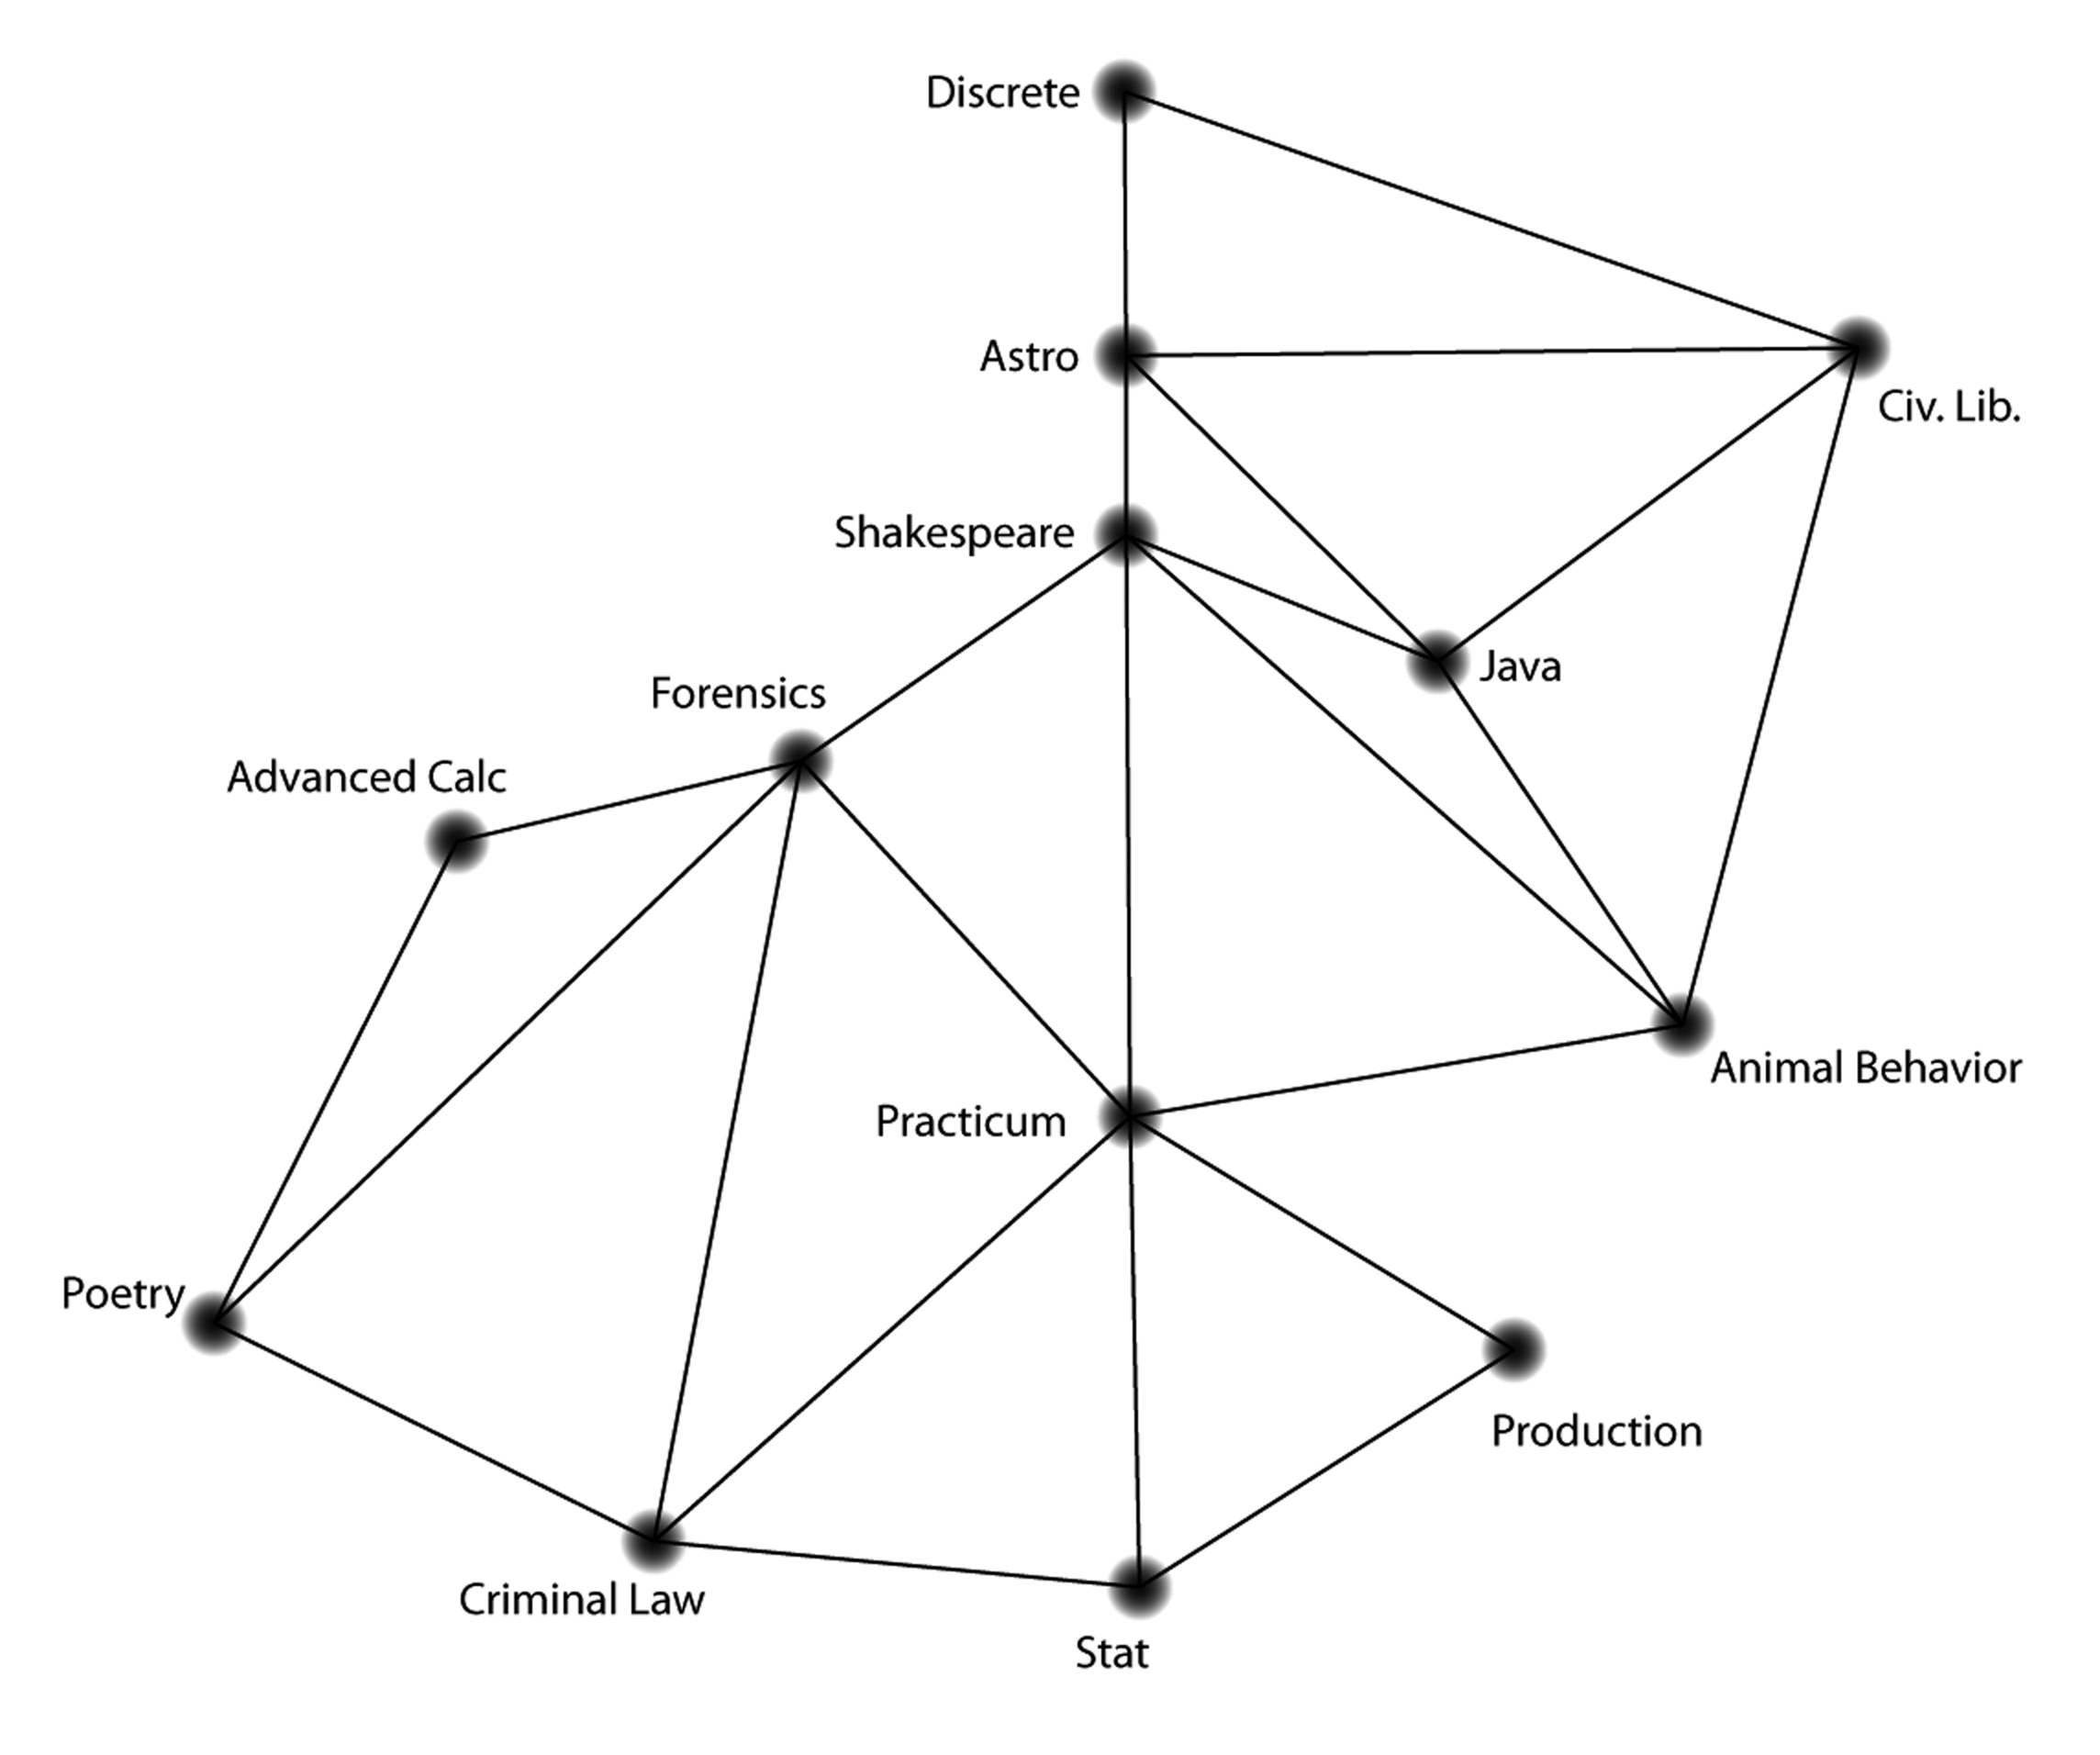 Discrete
Astro
Civ. Lib.
Shakespeare
Java
Forensics
Advanced Calc
Animal Behavior
Practicum
Poetry
Production
Criminal Law
Stat